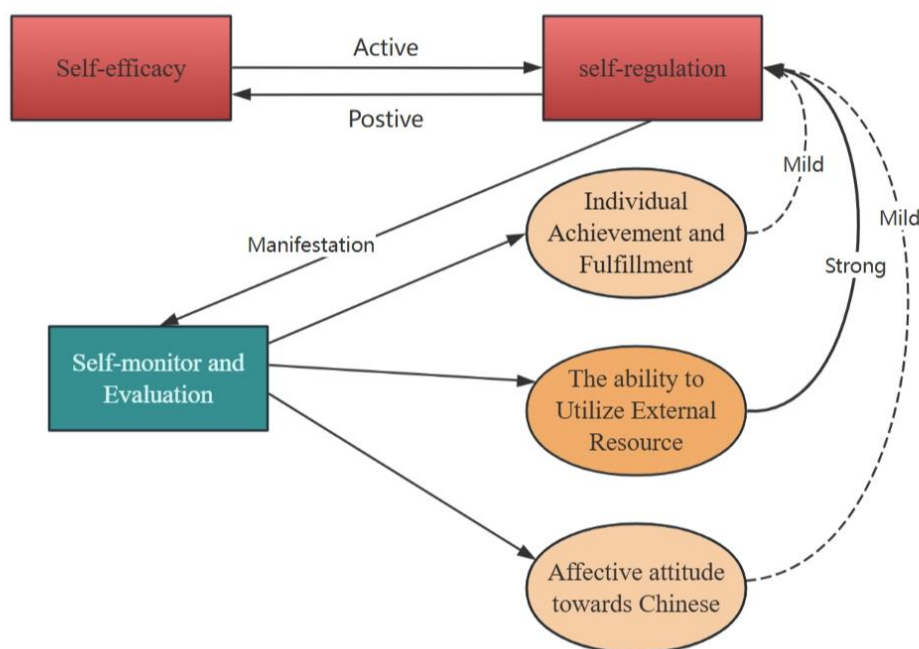 Self-efficacy
Active
self-regulation
Postive
Mild
Individual
Achievement and
Fulfillment
Mild
Manifestation
Strong
Self-monitor and
Evaluation
The ability to
Utilize External
Resource
Affective attitude
towards Chinese